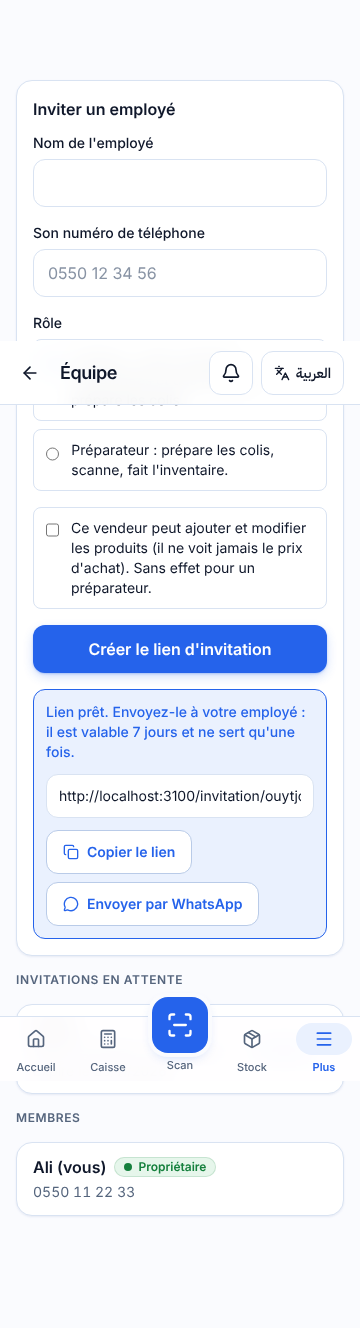 Inviter un employé
Nom de l'employé
Son numéro de téléphone
0550 12 34 56
Rôle
Équipe
العربية
Préparateur : prépare les colis,
scanne, fait l'inventaire.
Ce vendeur peut ajouter et modifier
les produits (il ne voit jamais le prix
d'achat). Sans effet pour un
préparateur.
Créer le lien d'invitation
Lien prêt. Envoyez-le à votre employé :
il est valable 7 jours et ne sert qu'une
fois.
http://localhost:3100/invitation/ouytj
Copier le lien
Envoyer par WhatsApp
INVITATIONS EN ATTENTE
Accueil
Caisse
Scan
Stock
Plus
MEMBRES
Ali (vous)
Propriétaire
0550 11 22 33